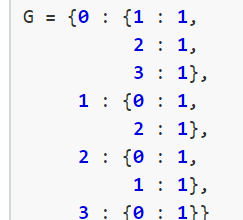 G = {0 : {1 : 1,
2 : 1,
3 : 1},
1 : {0 : 1,
2 : 1},
2 : {0 : 1,
1 : 1},
3 : {0 : 1}}